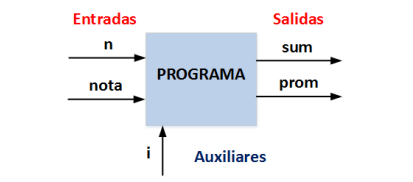 Entradas
Salidas
n
sum
nota
PROGRAMA
prom
i
Auxiliares